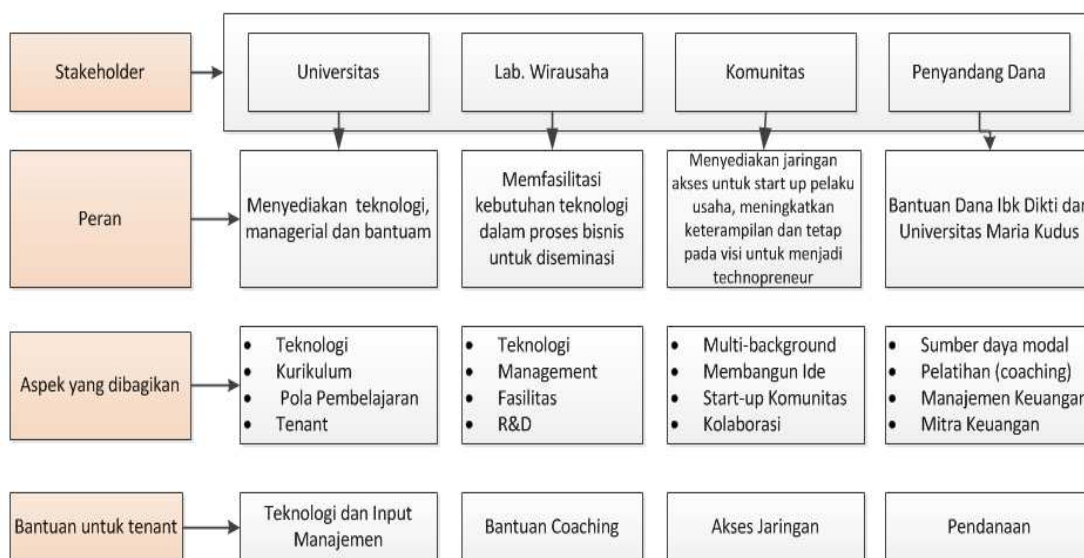 Stakeholder
Universitas
Lab. Wirausaha
Komunitas
Penyandang Dana
Peran
Menyediakan teknologi,
managerial dan bantuam
Memfasilitasi
kebutuhan teknologi
dalam proses bisnis
untuk diseminasi
Menyediakan jaringan
akses untuk start up pelaku
usaha, meningkatkan
keterampilan dan tetap
pada visi untuk menjadi
technopreneur
Bantuan Dana Ibk Dikti dan
Universitas Maria Kudus
Aspek yang dibagikan
• Teknologi
• Kurikulum
• Pola Pembelajaran
• Tenant
• Teknologi
• Management
• Fasilitas
• R&D
• Multi-background
• Membangun Ide
• Start-up Komunitas
• Kolaborasi
• Sumber daya modal
• Pelatihan (coaching)
• Manajemen Keuangan
• Mitra Keuangan
Bantuan untuk tenant
Teknologi dan Input
Manajemen
Bantuan Coaching
Akses Jaringan
Pendanaan